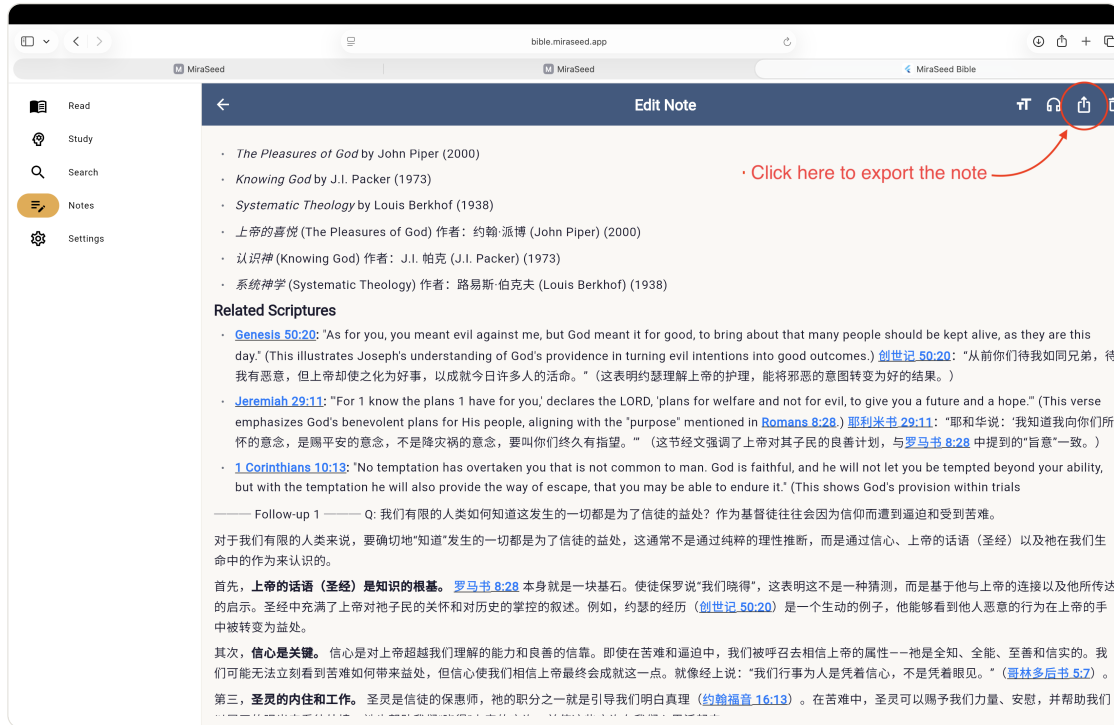 bible.miraseed.app
MiraSeed
MiraSeed
MiraSeed Bible
Read
Study
Search
Notes
Settings
Edit Note
· Click here to export the note
· The Pleasures of God by John Piper (2000)
· Knowing God by J.I. Packer (1973)
· Systematic Theology by Louis Berkhof (1938)
· 上帝的喜悦 (The Pleasures of God) 作者：约翰·派博 (John Piper) (2000)
· 认识神 (Knowing God) 作者：J.I. 帕克 (J.I. Packer) (1973)
· 系统神学 (Systematic Theology) 作者：路易斯·伯克夫 (Louis Berkhof) (1938)
Related Scriptures
· Genesis 50:20: "As for you, you meant evil against me, but God meant it for good, to bring about that many people should be kept alive, as they are this
day." (This illustrates Joseph's understanding of God's providence in turning evil intentions into good outcomes.) 创世记 50:20：“从前你们待我如同兄弟，待
我有恶意，但上帝却使之化为好事，以成就今日许多人的活命。”（这表明约瑟理解上帝的护理，能将邪恶的意图转变为好的结果。）
· Jeremiah 29:11: "'For 1 know the plans 1 have for you,' declares the LORD, 'plans for welfare and not for evil, to give you a future and a hope.'" (This verse
emphasizes God's benevolent plans for His people, aligning with the "purpose" mentioned in Romans 8:28.) 耶利米书 29:11：“耶和华说：‘我知道我向你们所
怀的意念，是赐平安的意念，不是降灾祸的意念，要叫你们终久有指望。’”（这节经文强调了上帝对其子民的良善计划，与罗马书 8:28 中提到的“旨意”一致。）
· 1 Corinthians 10:13: "No temptation has overtaken you that is not common to man. God is faithful, and he will not let you be tempted beyond your ability,
but with the temptation he will also provide the way of escape, that you may be able to endure it." (This shows God's provision within trials
——— Follow-up 1 ——— Q: 我们有限的人类如何知道这发生的一切都是为了信徒的益处？作为基督徒往往会因为信仰而遭到逼迫和受到苦难。
对于我们有限的人类来说，要确切地“知道”发生的一切都是为了信徒的益处，这通常不是通过纯粹的理性推断，而是通过信心、上帝的话语（圣经）以及祂在我们生
命中的作为来认识的。
首先，上帝的话语（圣经）是知识的根基。 罗马书 8:28 本身就是一块基石。使徒保罗说“我们晓得”，这表明这不是一种猜测，而是基于他与上帝的连接以及他所传达
的启示。圣经中充满了上帝对祂子民的关怀和对历史的掌控的叙述。例如，约瑟的经历（创世记 50:20）是一个生动的例子，他能够看到他人恶意的行为在上帝的手
中被转变为益处。
其次，信心是关键。 信心是对上帝超越我们理解的能力和良善的信靠。即使在苦难和逼迫中，我们被呼召去相信上帝的属性——祂是全知、全能、至善和信实的。我
们可能无法立刻看到苦难如何带来益处，但信心使我们相信上帝最终会成就这一点。就像经上说：“我们行事为人是凭着信心，不是凭着眼见。”（哥林多后书 5:7）。
第三，圣灵的内住和工作。 圣灵是信徒的保惠师，祂的职分之一就是引导我们明白真理（约翰福音 16:13）。在苦难中，圣灵可以赐予我们力量、安慰，并帮助我们